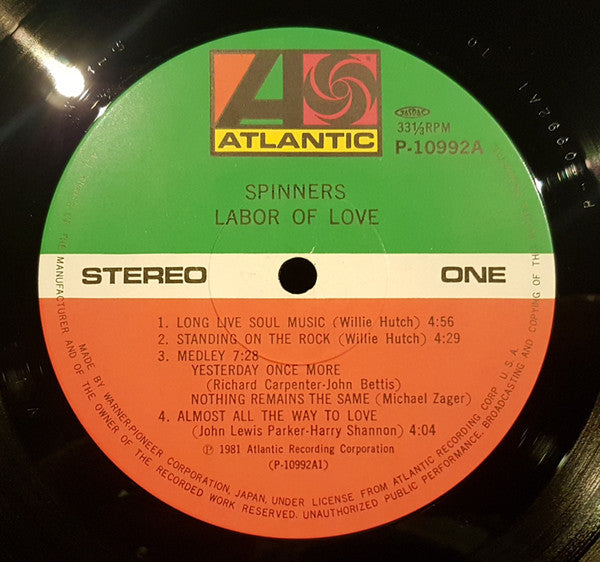 ATLANTIC
JASRAC
33⅓RPM
P-10992A
SPINNERS
LABOR OF LOVE
STEREO
ONE
1. LONG LIVE SOUL MUSIC (Willie Hutch) 4:56
2. STANDING ON THE ROCK (Willie Hutch) 4:29
3. MEDLEY 7:28
YESTERDAY ONCE MORE
(Richard Carpenter-John Bettis)
NOTHING REMAINS THE SAME (Michael Zager)
4. ALMOST ALL THE WAY TO LOVE
(John Lewis Parker-Harry Shannon) 4:04
Ⓟ 1981 Atlantic Recording Corporation
(P-10992A1)
MADE BY WARNER-PIONEER CORPORATION, JAPAN, UNDER LICENSE FROM ATLANTIC RECORDING CORP. U.S.A.
THE MANUFACTURER AND OF THE OWNER OF THE RECORDED WORK RESERVED. UNAUTHORIZED PUBLIC PERFORMANCE, BROADCASTING AND COPYING OF
P-10992A1